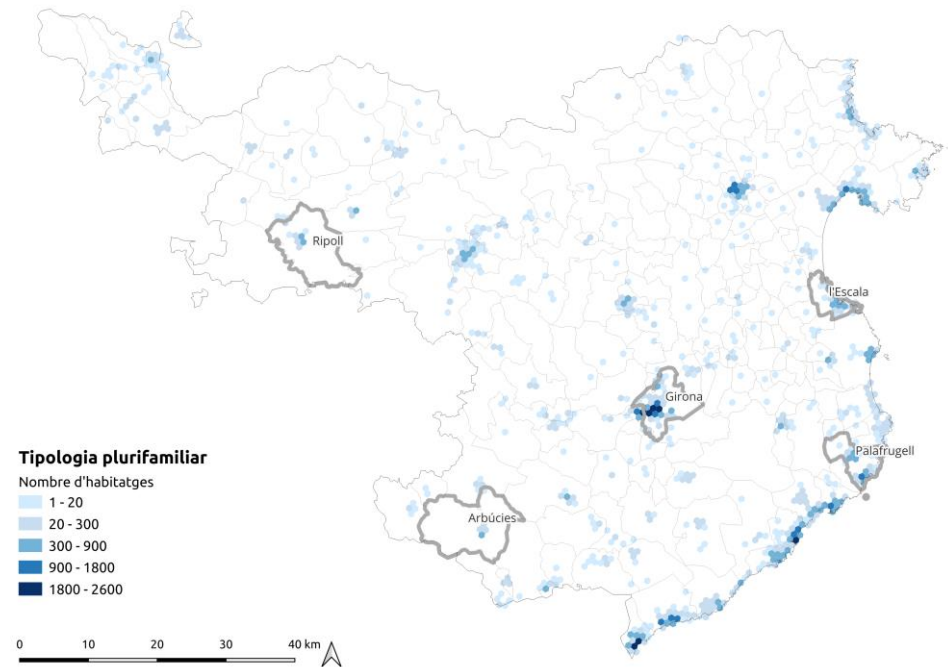 Ripoll
l'Escala
Girona
Palafrugell
Arbúcies
Tipologia plurifamiliar
Nombre d'habitatges
1 - 20
20 - 300
300 - 900
900 - 1800
1800 - 2600
0 10 20 30 40 km